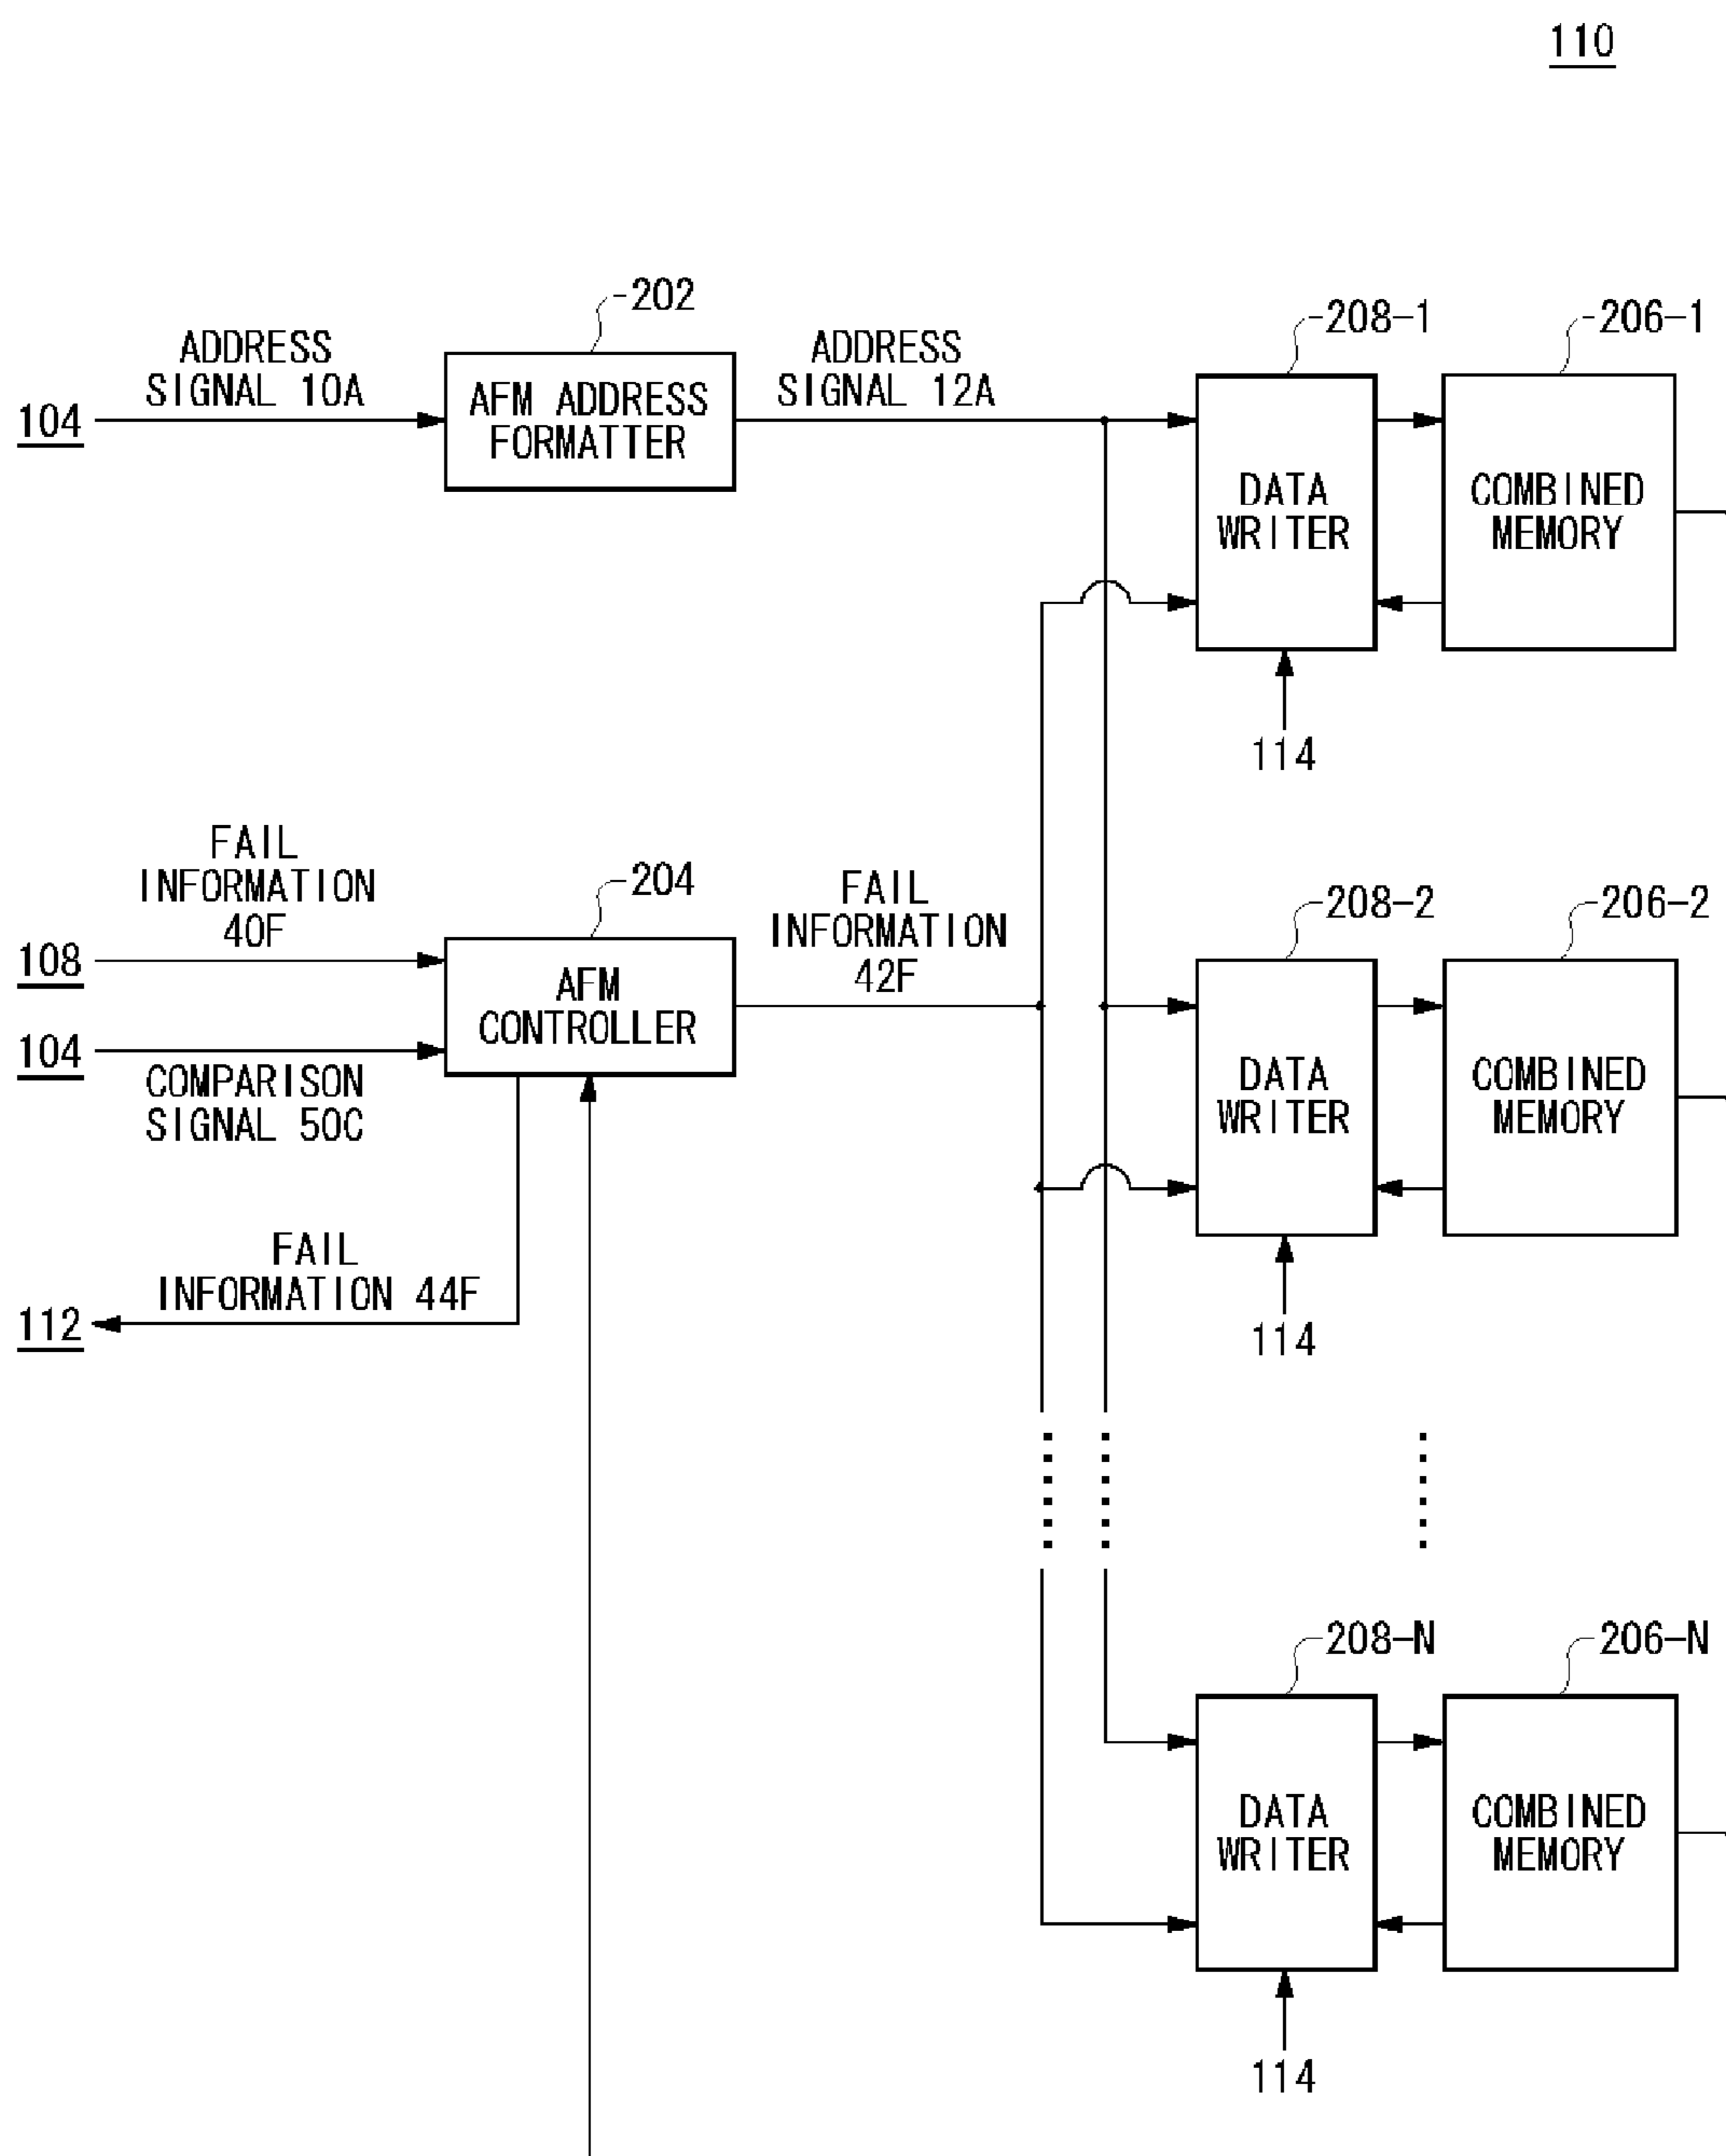 110
202
208-1
206-1
ADDRESS
SIGNAL 10A
ADDRESS
SIGNAL 12A
104
AFM ADDRESS
FORMATTER
DATA
WRITER
COMBINED
MEMORY
114
FAIL
INFORMATION
40F
204
FAIL
INFORMATION
42F
208-2
206-2
108
AFM
CONTROLLER
104
COMPARISON
SIGNAL 50C
DATA
WRITER
COMBINED
MEMORY
FAIL
INFORMATION 44F
112
114
208-N
206-N
DATA
WRITER
COMBINED
MEMORY
114